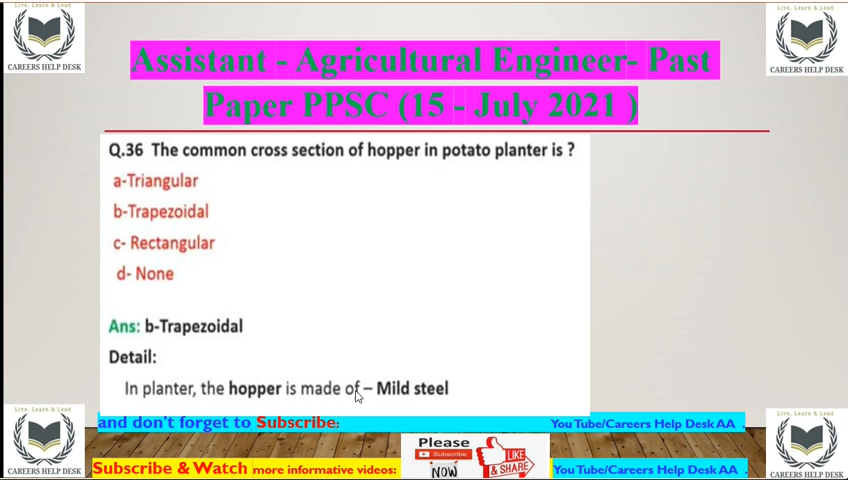 Live, Learn & Lead
CAREERS HELP DESK
Live, Learn & Lead
CAREERS HELP DESK
Assistant - Agricultural Engineer- Past
Paper PPSC (15 - July 2021 )
Q.36 The common cross section of hopper in potato planter is ?
a-Triangular
b-Trapezoidal
c- Rectangular
d- None
Ans: b-Trapezoidal
Detail:
In planter, the hopper is made of – Mild steel
Live, Learn & Lead
CAREERS HELP DESK
and don't forget to Subscribe:
You Tube/Careers Help Desk AA .
Live, Learn & Lead
CAREERS HELP DESK
Subscribe & Watch more informative videos:
Please
Subscribe
NOW
LIKE
& SHARE
You Tube/Careers Help Desk AA .